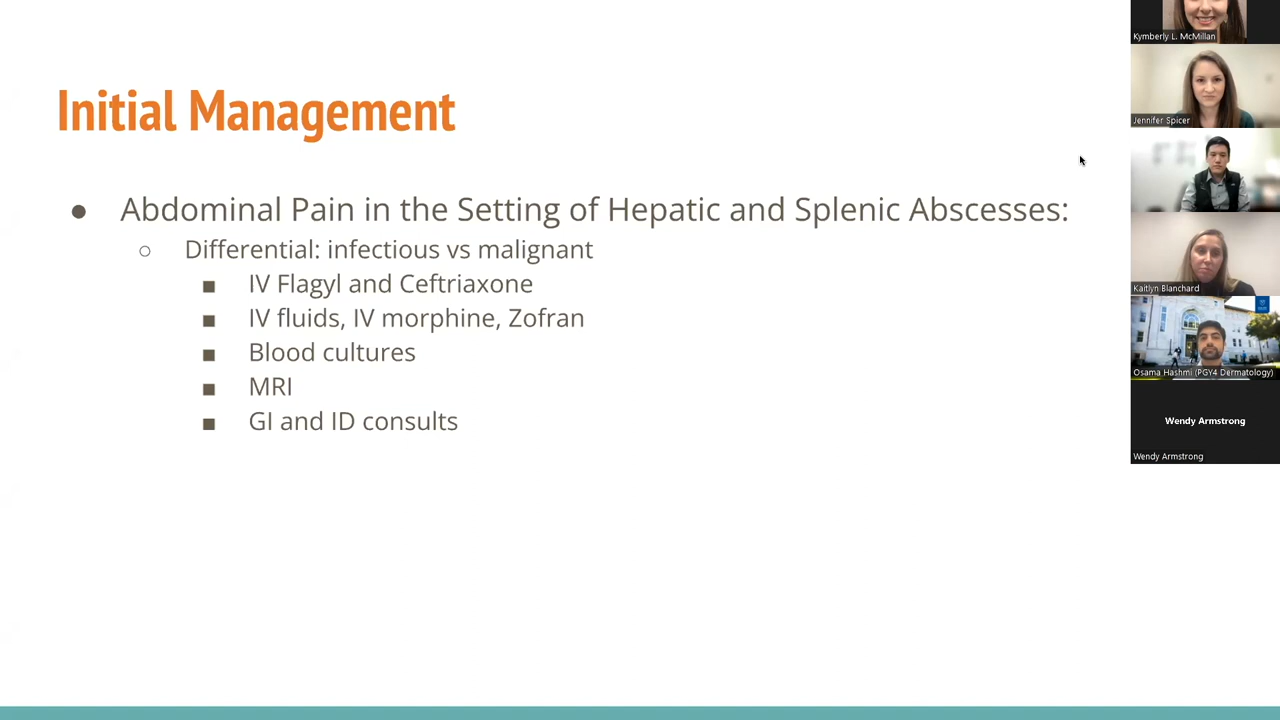 Initial Management
● Abdominal Pain in the Setting of Hepatic and Splenic Abscesses:
○ Differential: infectious vs malignant
■ IV Flagyl and Ceftriaxone
■ IV fluids, IV morphine, Zofran
■ Blood cultures
■ MRI
■ GI and ID consults
Kymberly L. McMillan
Jennifer Spicer
Kaitlyn Blanchard
Osama Hashmi (PGY4 Dermatology)
Wendy Armstrong
Wendy Armstrong